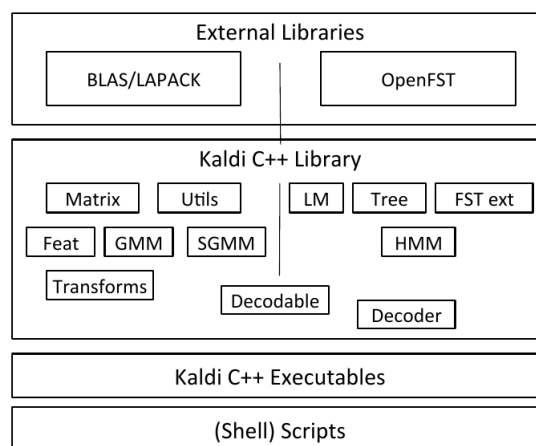 External Libraries
BLAS/LAPACK OpenFST
Kaldi C++ Library
Matrix Utils LM Tree FST ext
Feat GMM SGMM HMM
Transforms
Decodable
Decoder
Kaldi C++ Executables
(Shell) Scripts